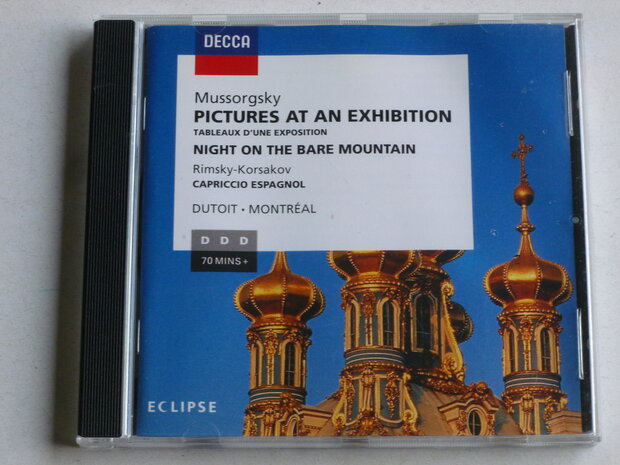 DECCA
Mussorgsky
PICTURES AT AN EXHIBITION
TABLEAUX D'UNE EXPOSITION
NIGHT ON THE BARE MOUNTAIN
Rimsky-Korsakov
CAPRICCIO ESPAGNOL
DUTOIT • MONTRÉAL
D D D
70 MINS +
ECLIPSE